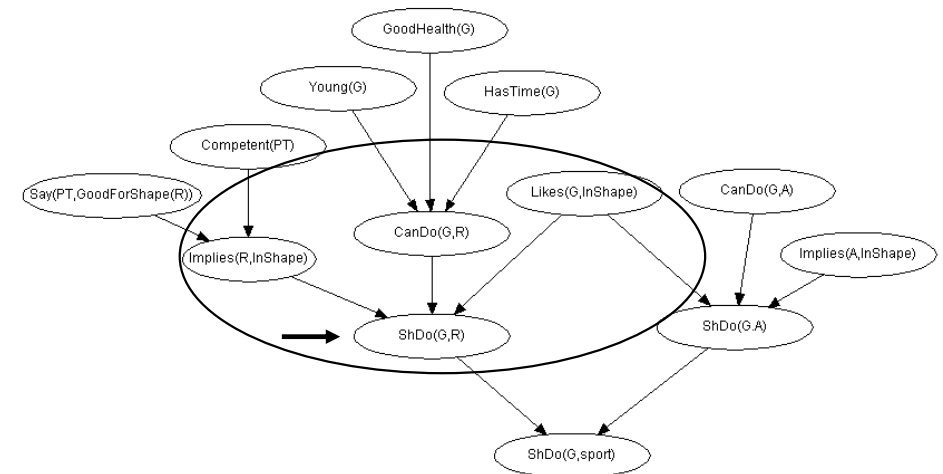 GoodHealth(G)
Young(G)
HasTime(G)
Competent(PT)
Say(PT,GoodForShape(R))
Likes(G,InShape)
CanDo(G,A)
CanDo(G,R)
Implies(R,InShape)
Implies(A,InShape)
ShDo(G,R)
ShDo(G.A)
ShDo(G,sport)